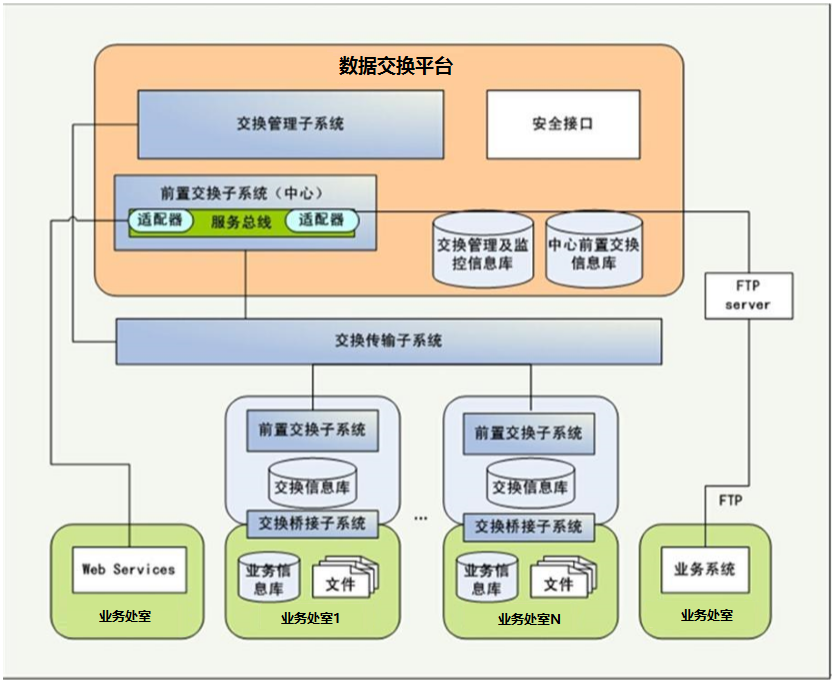 数据交换平台
交换管理子系统
安全接口
前置交换子系统（中心）
适配器
服务总线
适配器
交换管理及监
控信息库
中心前置交换
信息库
FTP
server
交换传输子系统
前置交换子系统
前置交换子系统
交换信息库
交换信息库
...
FTP
交换桥接子系统
交换桥接子系统
Web Services
业务信
息库
文件
业务信
息库
文件
业务系统
业务处室
业务处室1
业务处室N
业务处室